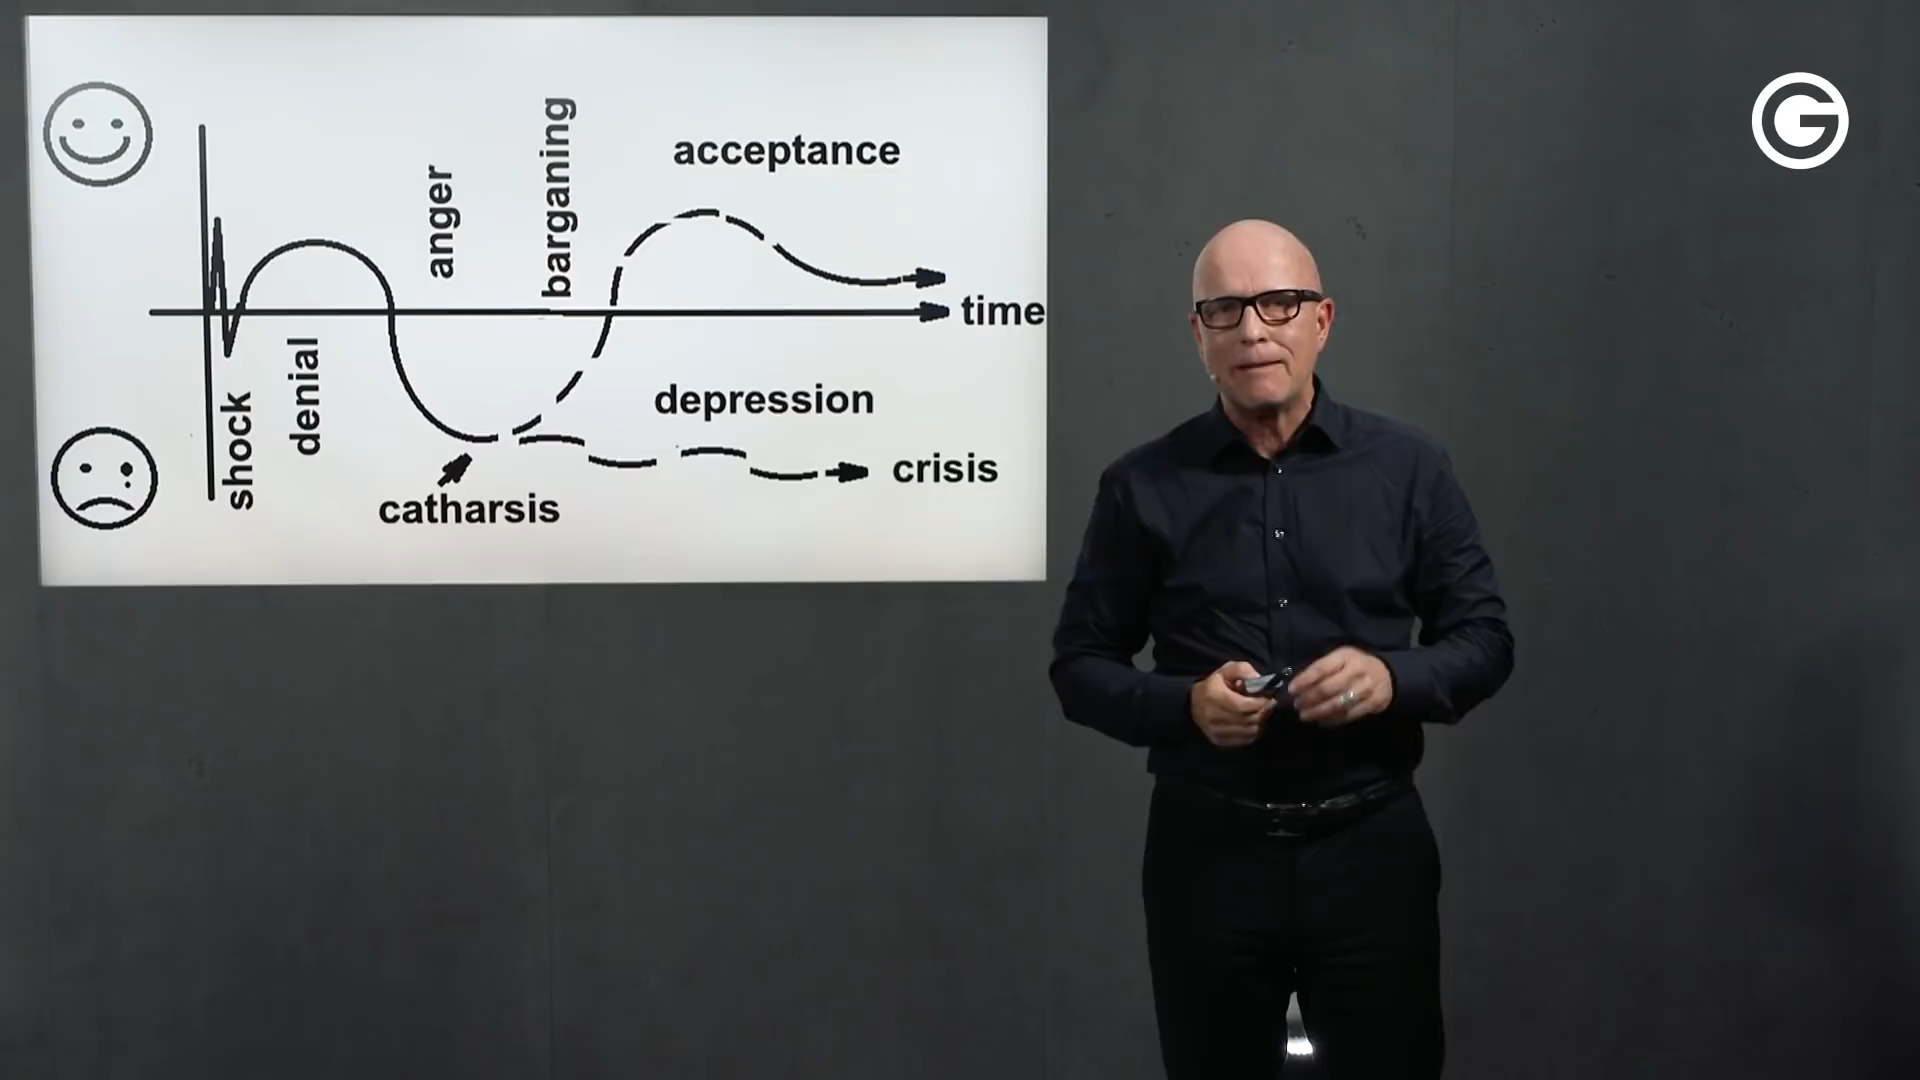 shock
denial
anger
barganing
acceptance
time
depression
catharsis
crisis
G